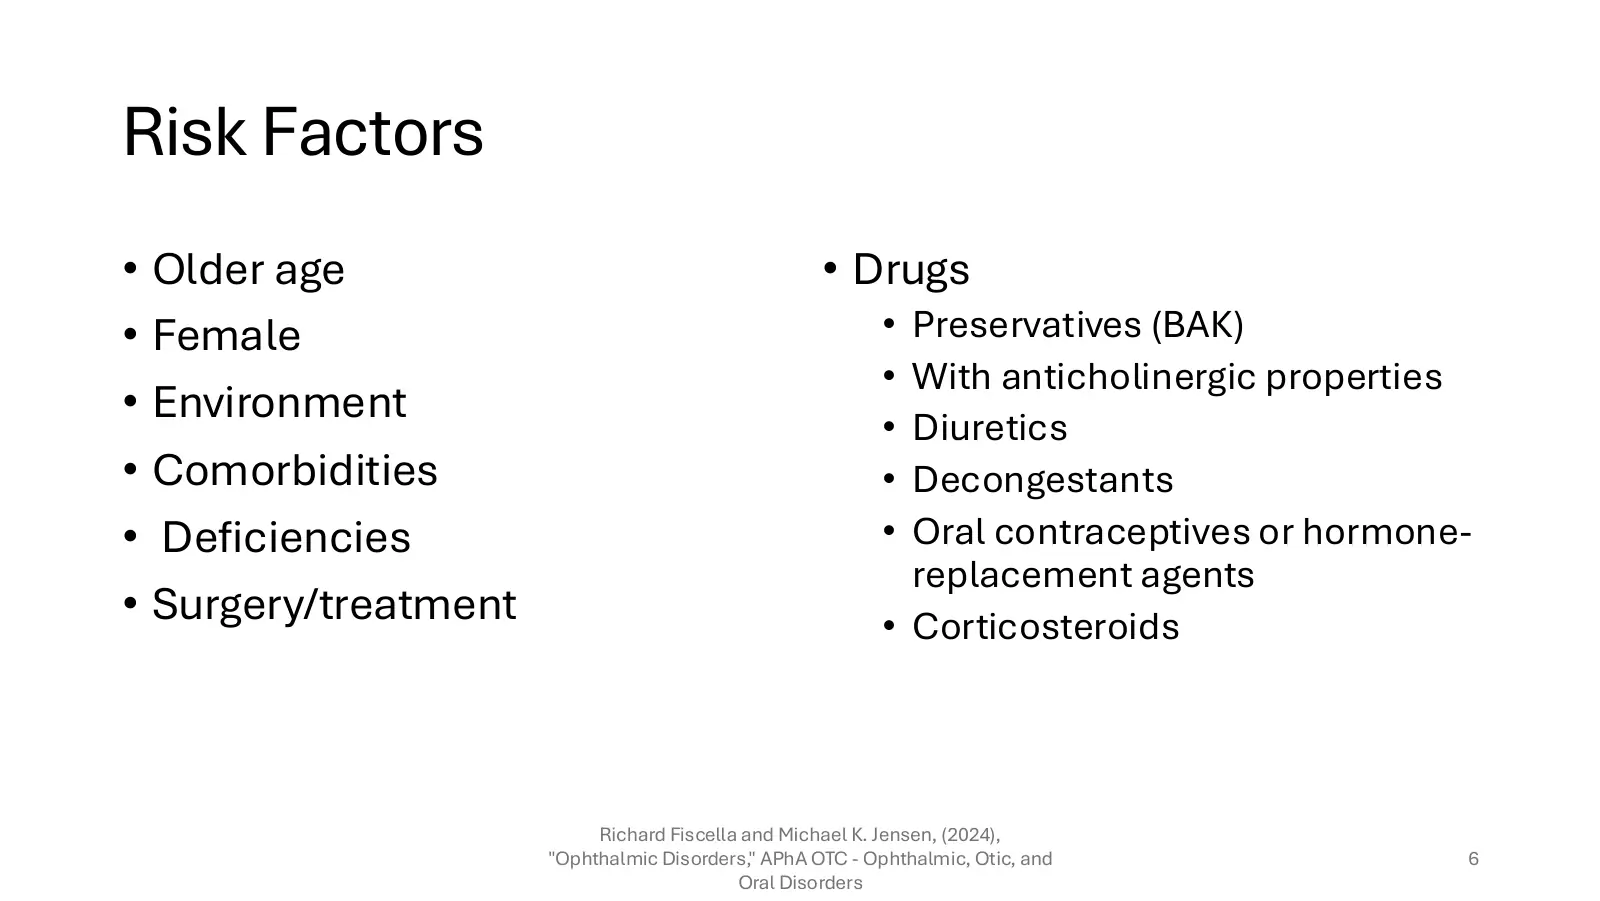 Risk Factors
• Older age
• Female
• Environment
• Comorbidities
• Deficiencies
• Surgery/treatment
• Drugs
• Preservatives (BAK)
• With anticholinergic properties
• Diuretics
• Decongestants
• Oral contraceptives or hormone-
replacement agents
• Corticosteroids
Richard Fiscella and Michael K. Jensen, (2024),
"Ophthalmic Disorders," APhA OTC - Ophthalmic, Otic, and
Oral Disorders
6